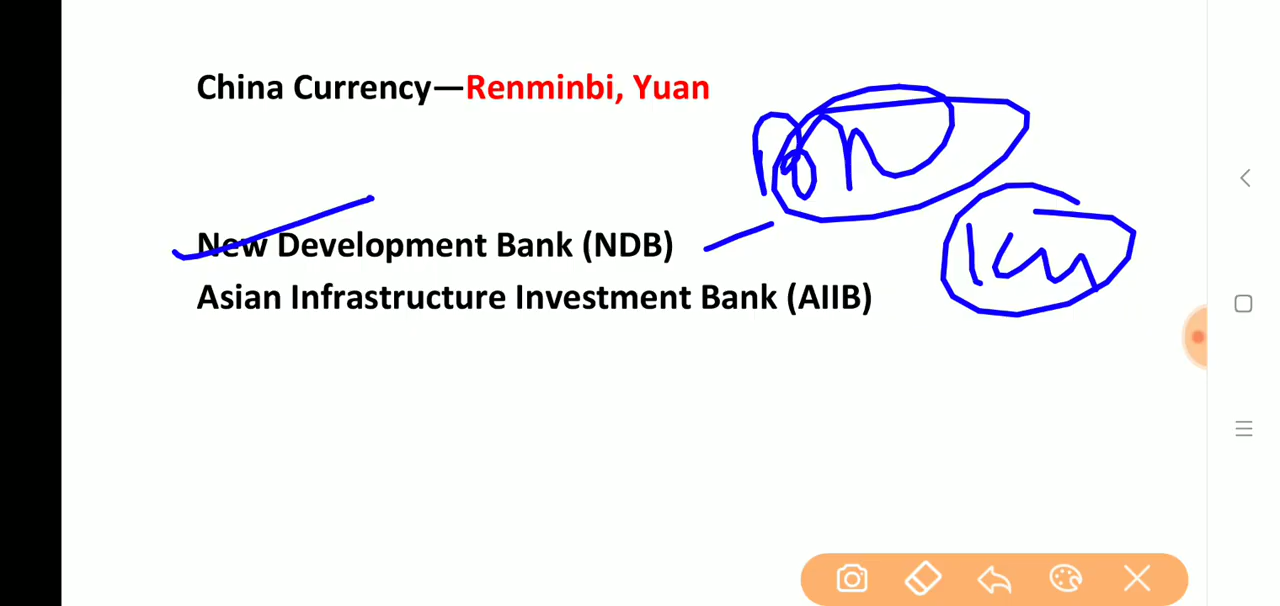 China Currency—Renminbi, Yuan
New Development Bank (NDB)
Asian Infrastructure Investment Bank (AIIB)